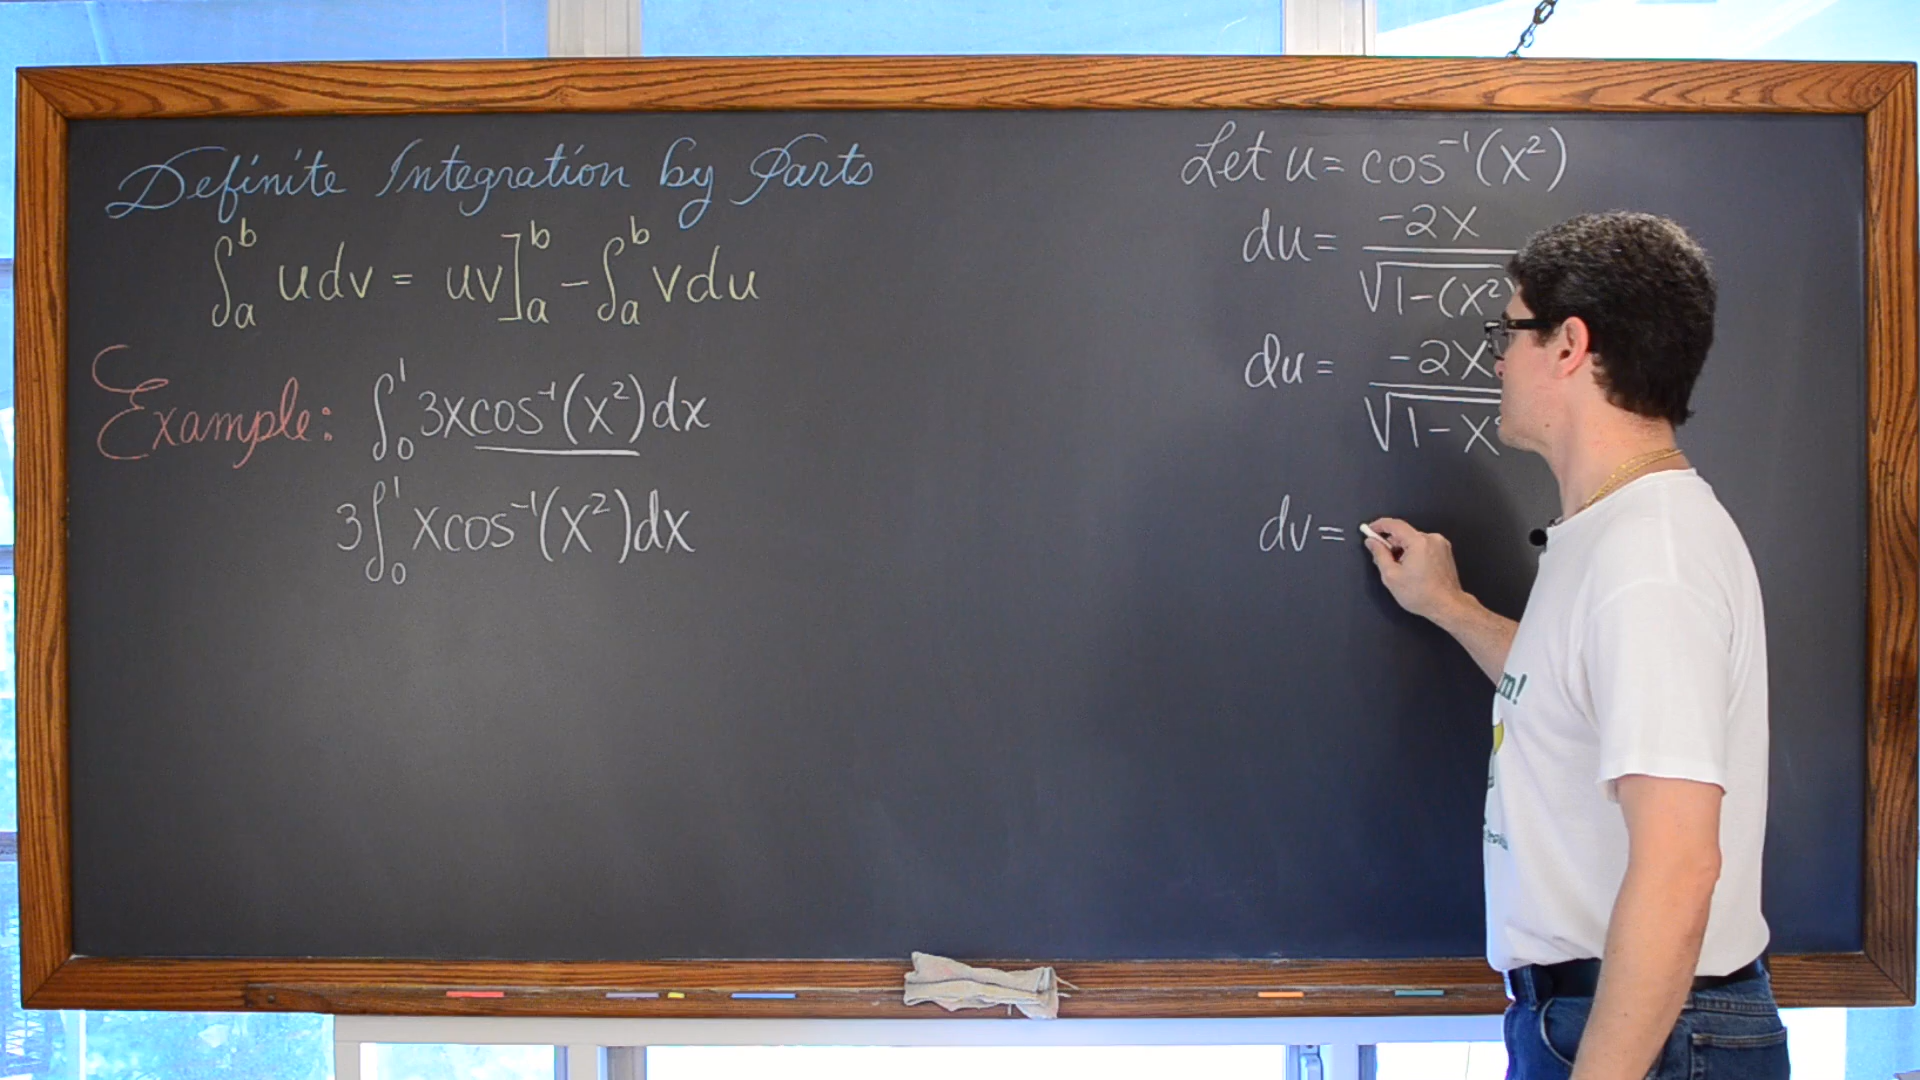 Definite Integration by Parts
∫ₐᵇ udv = uv]ₐᵇ - ∫ₐᵇ vdu
Example: ∫₀¹ 3xcos⁻¹(x²)dx
3∫₀¹ xcos⁻¹(x²)dx
Let u = cos⁻¹(x²)
du = -2x
√1-(x²)
du = -2x
√1-x
dv =
m!